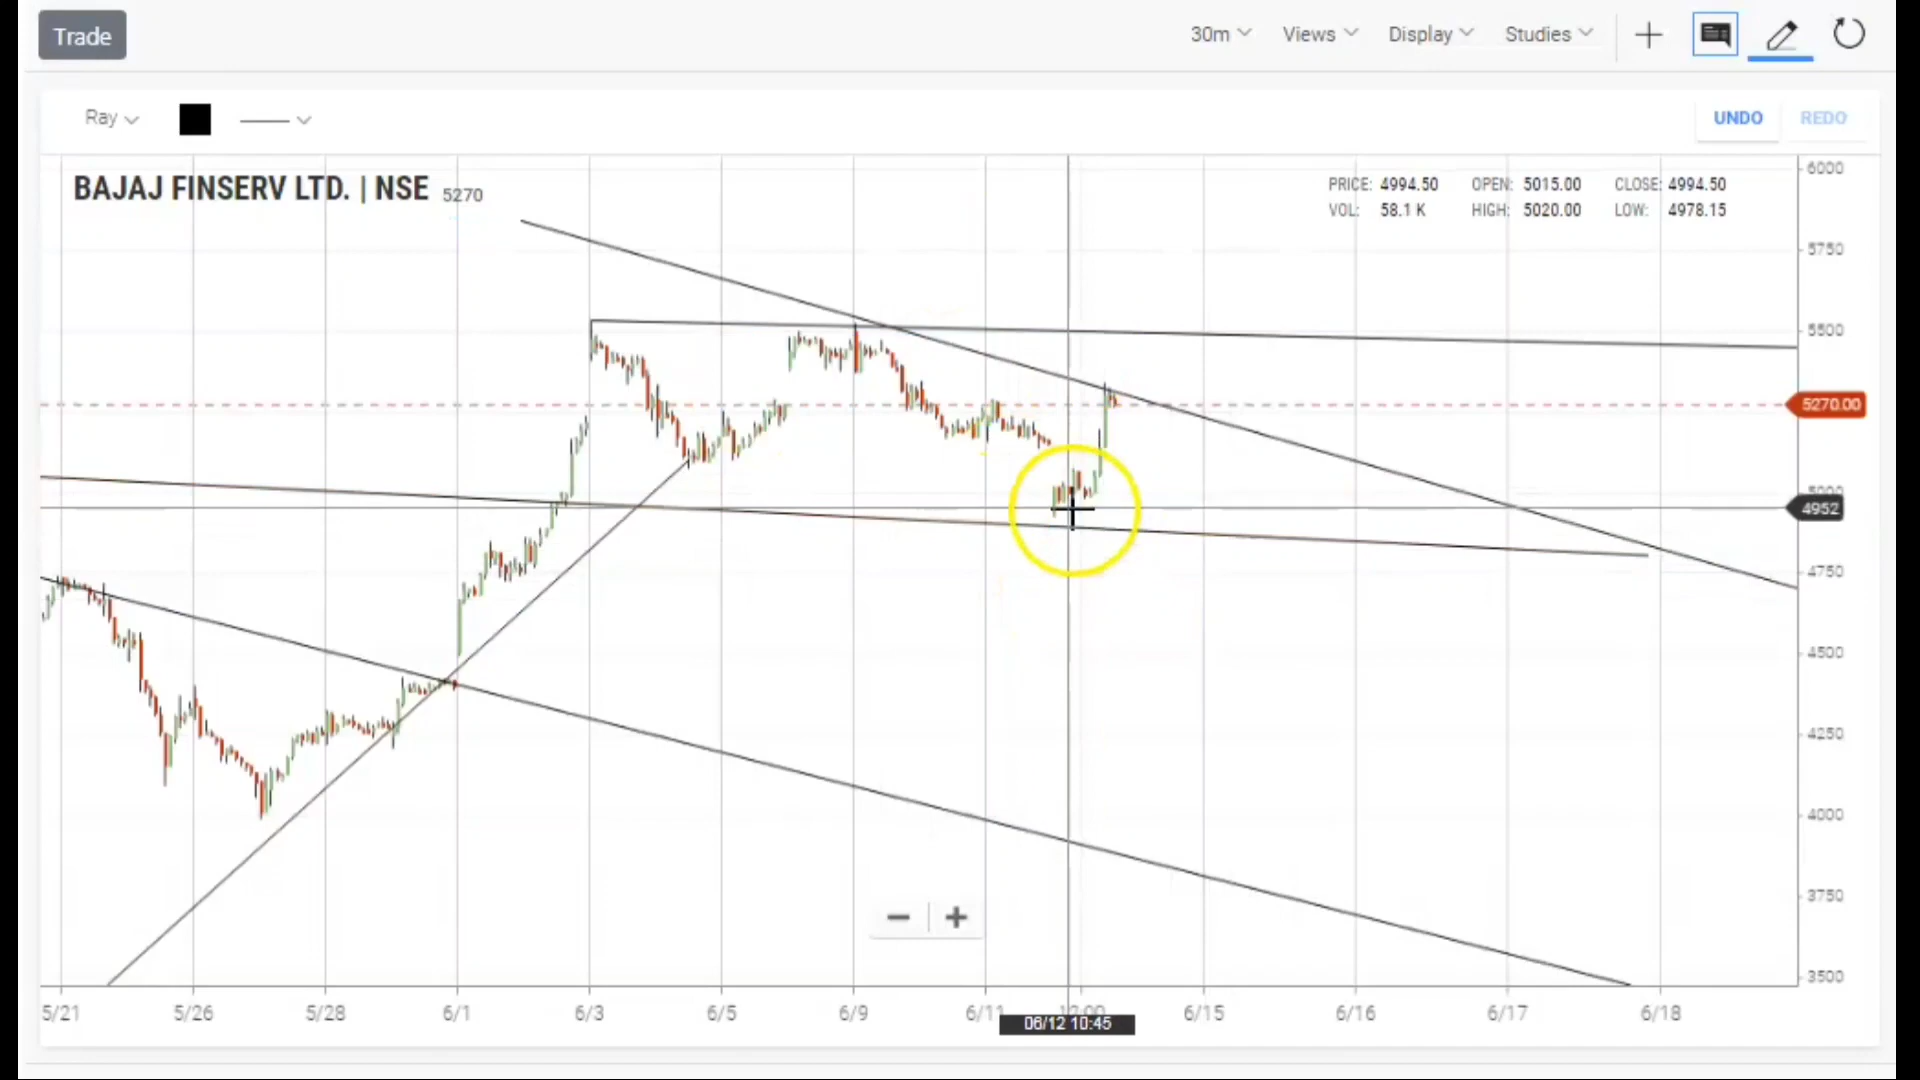 Trade
30m Views Display Studies
Ray
UNDO REDO
BAJAJ FINSERV LTD. | NSE 5270
PRICE: 4994.50 OPEN: 5015.00 CLOSE: 4994.50
VOL: 58.1 K HIGH: 5020.00 LOW: 4978.15
6000
5750
5500
5270.00
5000
4952
4750
4500
4250
4000
3750
3500
5/21 5/26 5/28 6/1 6/3 6/5 6/9 6/11 6/15 6/16 6/17 6/18
06/12 10:45